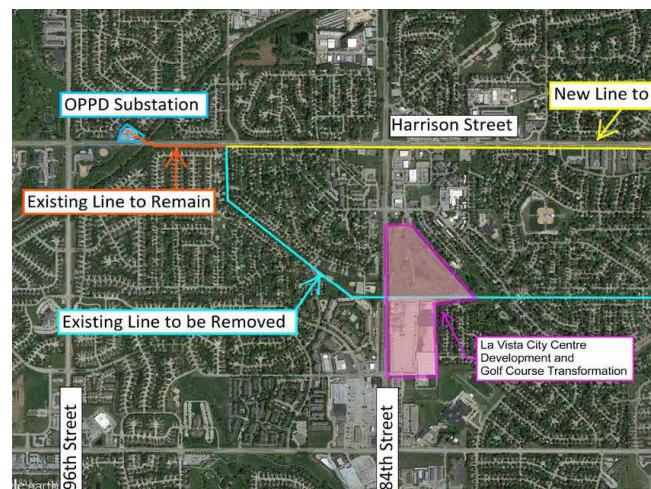 OPPD Substation
New Line to
Harrison Street
Existing Line to Remain
Existing Line to be Removed
La Vista City Centre
Development and
Golf Course Transformation
96th Street
84th Street
earth